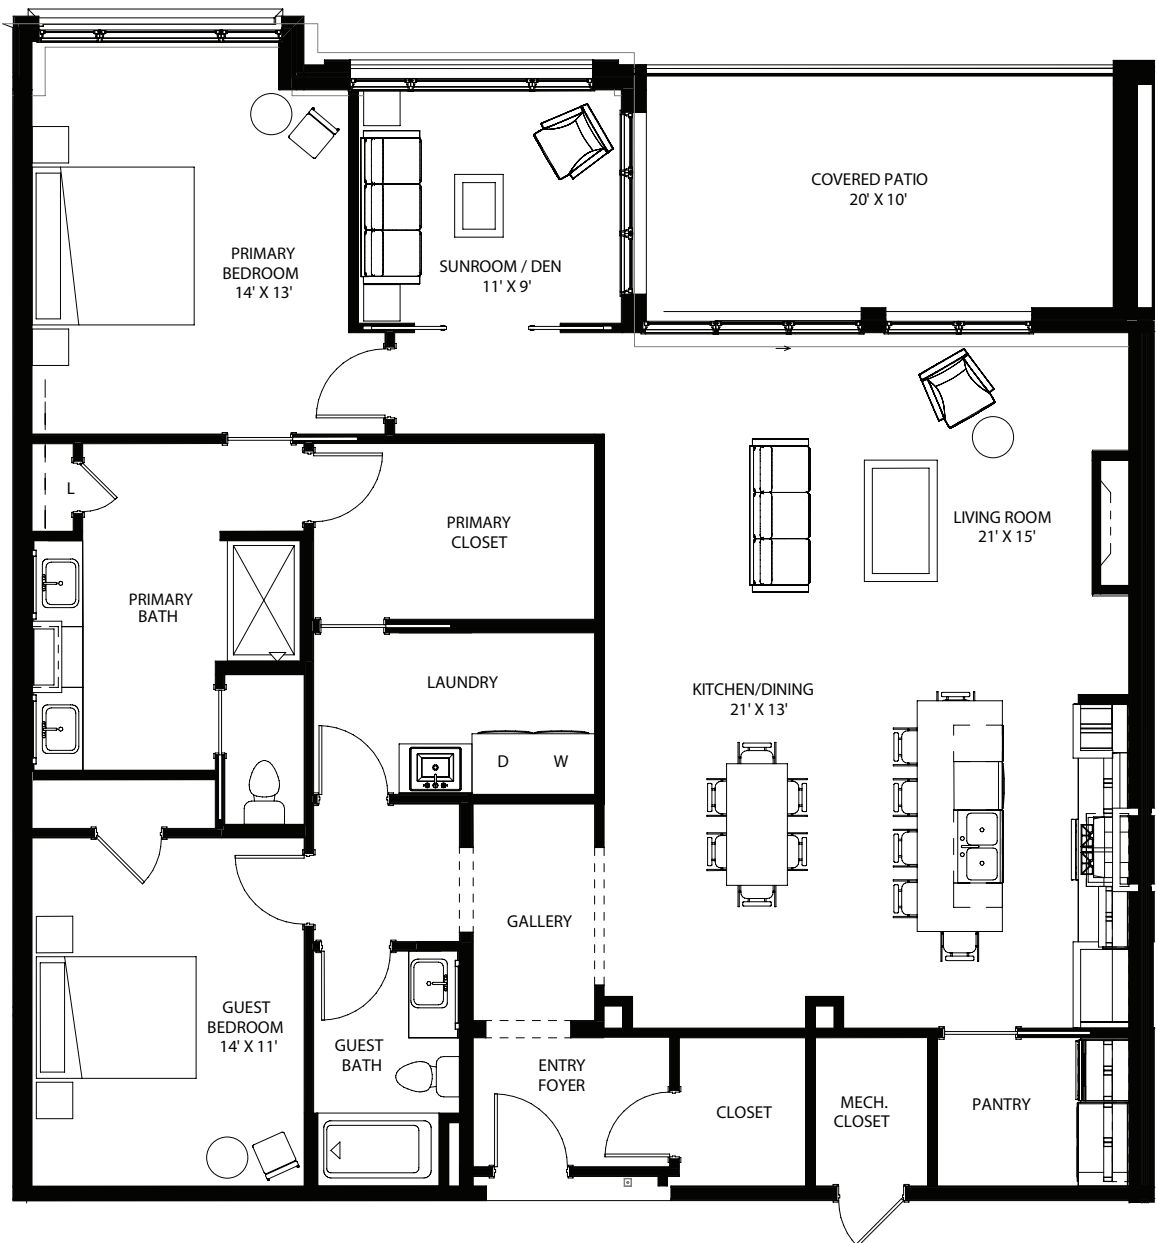 COVERED PATIO
20' X 10'
PRIMARY
BEDROOM
14' X 13'
SUNROOM / DEN
11' X 9'
L
PRIMARY
CLOSET
LIVING ROOM
21' X 15'
PRIMARY
BATH
LAUNDRY
KITCHEN/DINING
21' X 13'
D
W
GALLERY
GUEST
BEDROOM
14' X 11'
GUEST
BATH
ENTRY
FOYER
CLOSET
MECH.
CLOSET
PANTRY